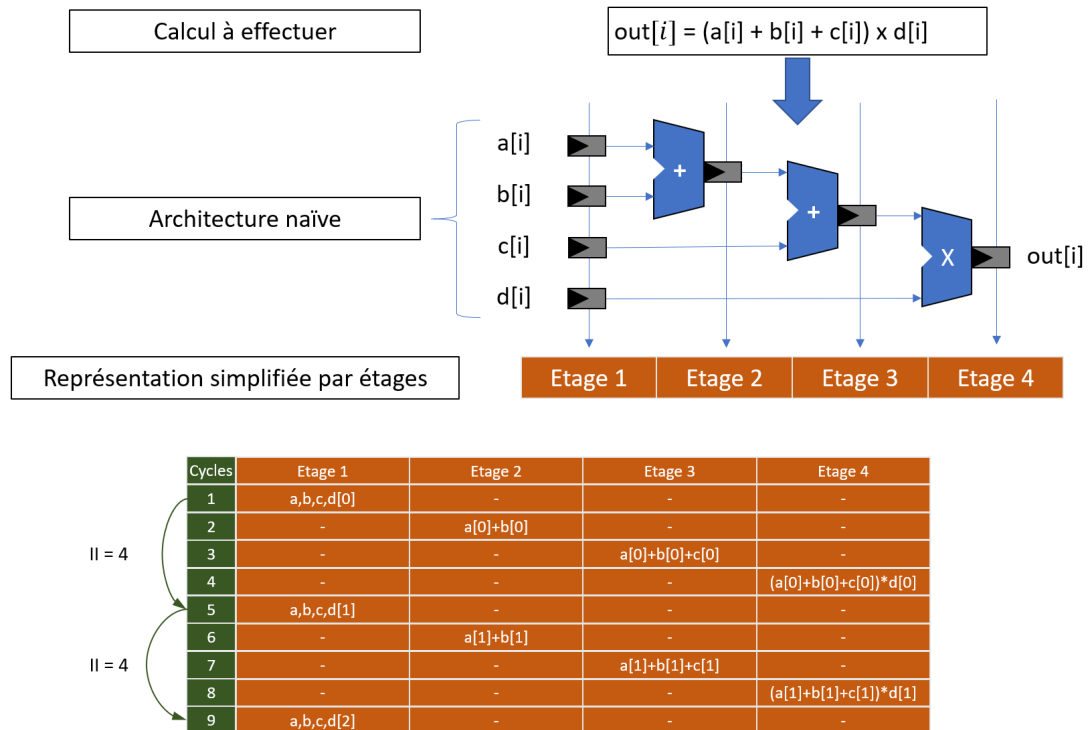 Calcul à effectuer
out[i] = (a[i] + b[i] + c[i]) x d[i]
a[i]
b[i]
c[i]
d[i]
+
+
X
out[i]
Architecture naïve
Représentation simplifiée par étages
Etage 1 Etage 2 Etage 3 Etage 4
Cycles Etage 1 Etage 2 Etage 3 Etage 4
1 a,b,c,d[0] - - -
2 - a[0]+b[0] - -
II = 4
3 - - a[0]+b[0]+c[0] -
4 - - - (a[0]+b[0]+c[0])*d[0]
5 a,b,c,d[1] - - -
6 - a[1]+b[1] - -
II = 4
7 - - a[1]+b[1]+c[1] -
8 - - - (a[1]+b[1]+c[1])*d[1]
9 a,b,c,d[2] - - -